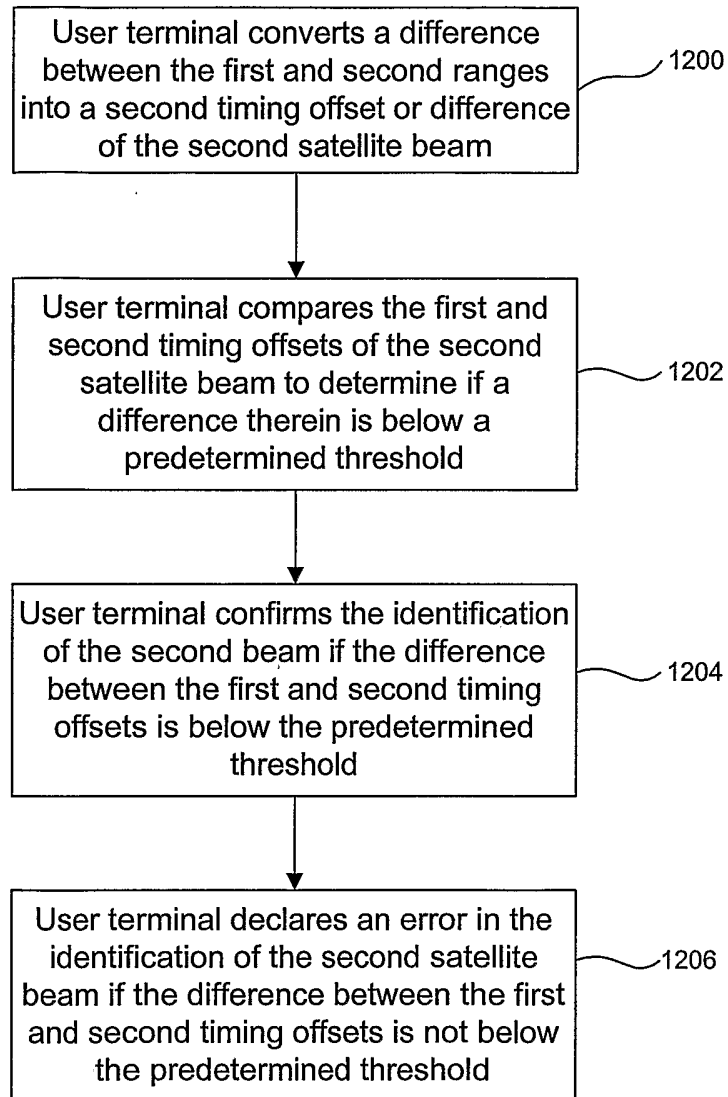 User terminal converts a difference
between the first and second ranges
into a second timing offset or difference
of the second satellite beam
1200
User terminal compares the first and
second timing offsets of the second
satellite beam to determine if a
difference therein is below a
predetermined threshold
1202
User terminal confirms the identification
of the second beam if the difference
between the first and second timing
offsets is below the predetermined
threshold
1204
User terminal declares an error in the
identification of the second satellite
beam if the difference between the first
and second timing offsets is not below
the predetermined threshold
1206